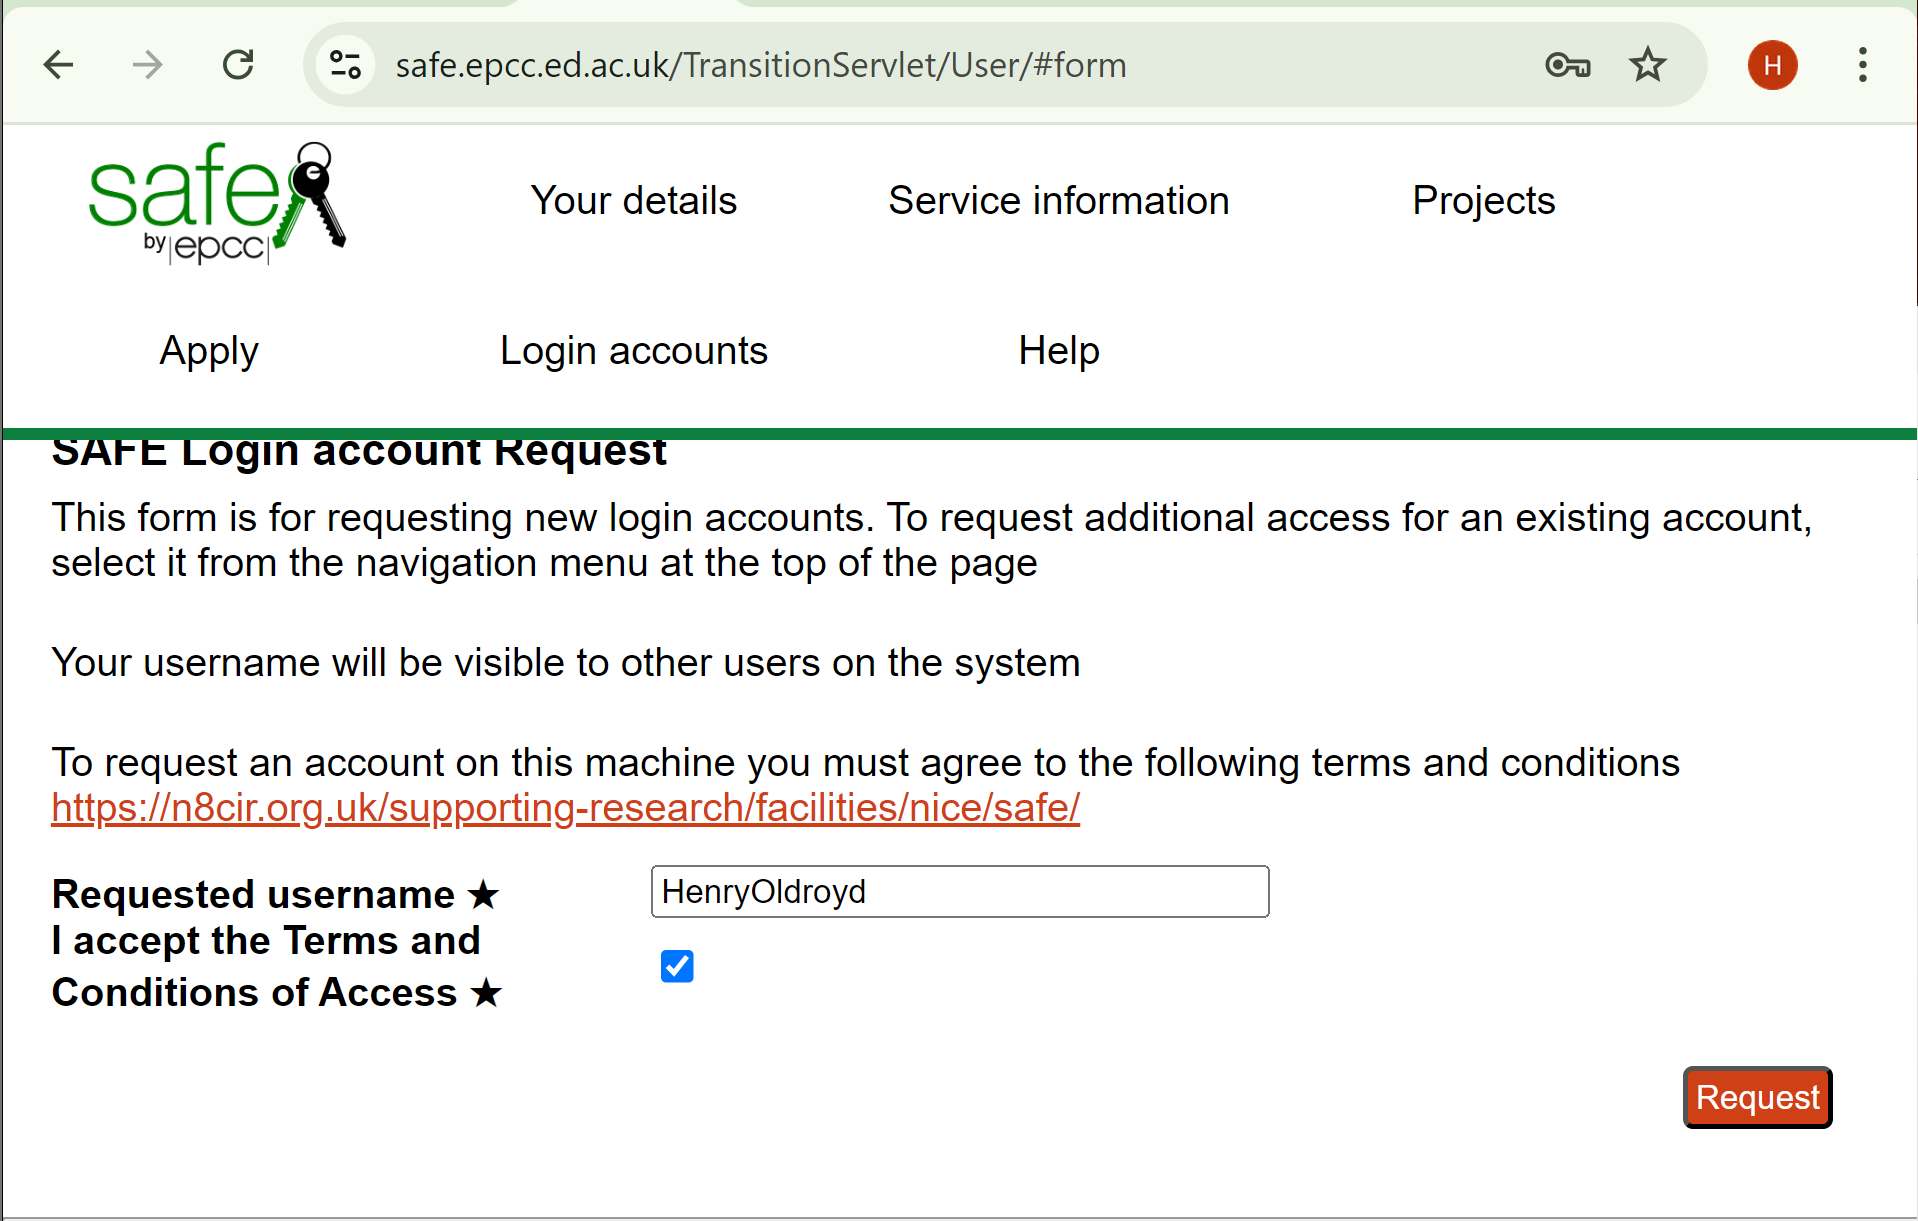 safe.epcc.ed.ac.uk/TransitionServlet/User/#form
H
safe
by |epcc|
Your details
Service information
Projects
Apply
Login accounts
Help
SAFE Login account Request
This form is for requesting new login accounts. To request additional access for an existing account,
select it from the navigation menu at the top of the page
Your username will be visible to other users on the system
To request an account on this machine you must agree to the following terms and conditions
https://n8cir.org.uk/supporting-research/facilities/nice/safe/
Requested username ★
HenryOldroyd
I accept the Terms and
Conditions of Access ★
Request